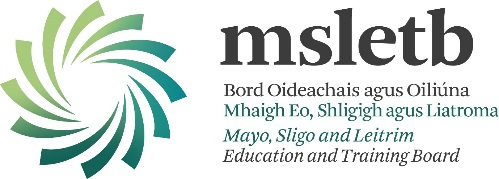 msletb
Bord Oideachais agus Oiliúna
Mhaigh Eo, Shligigh agus Liatroma
Mayo, Sligo and Leitrim
Education and Training Board